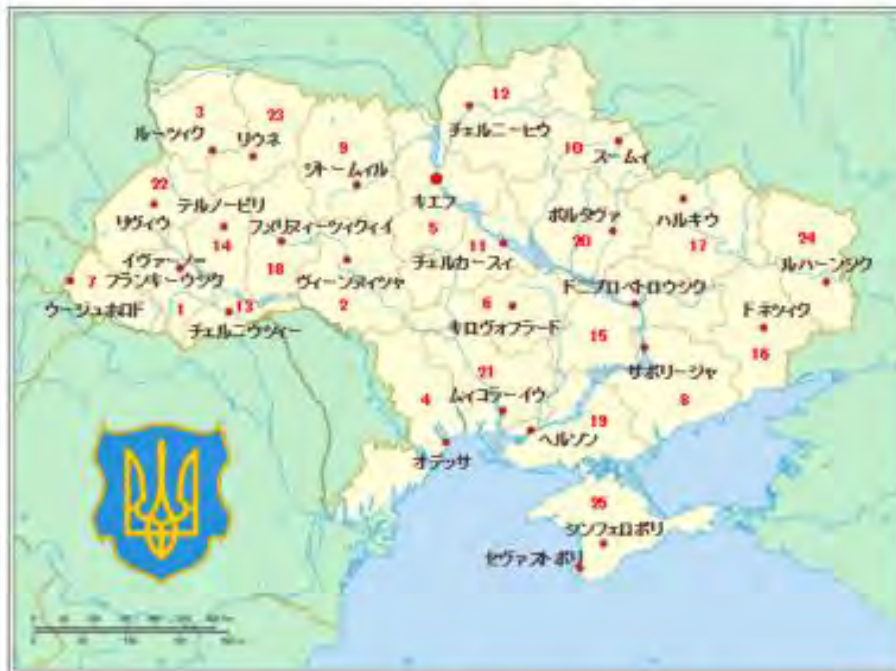 12
チェルニーヒウ
3
23
ルーツィク
リウネ
9
ジトームィル
10
スームイ
キエフ
22
リヴィウ
テルノーピリ
14
フメリヌィーツィクィイ
5
11
チェルカースィ
ポルタヴァ
20
ハルキウ
17
24
ルハーンシク
イヴァーノ=
フランキーウシク
18
ヴィーンヌィツャ
2
7
ウージュホロド
1
13
チェルニウツィー
6
キロヴォフラード
ドニプロペトロウシク
15
ドネツィク
16
ザポリージャ
21
ムィコラーイウ
4
8
19
ヘルソン
オデッサ
25
シンフェロポリ
セヴァストポリ